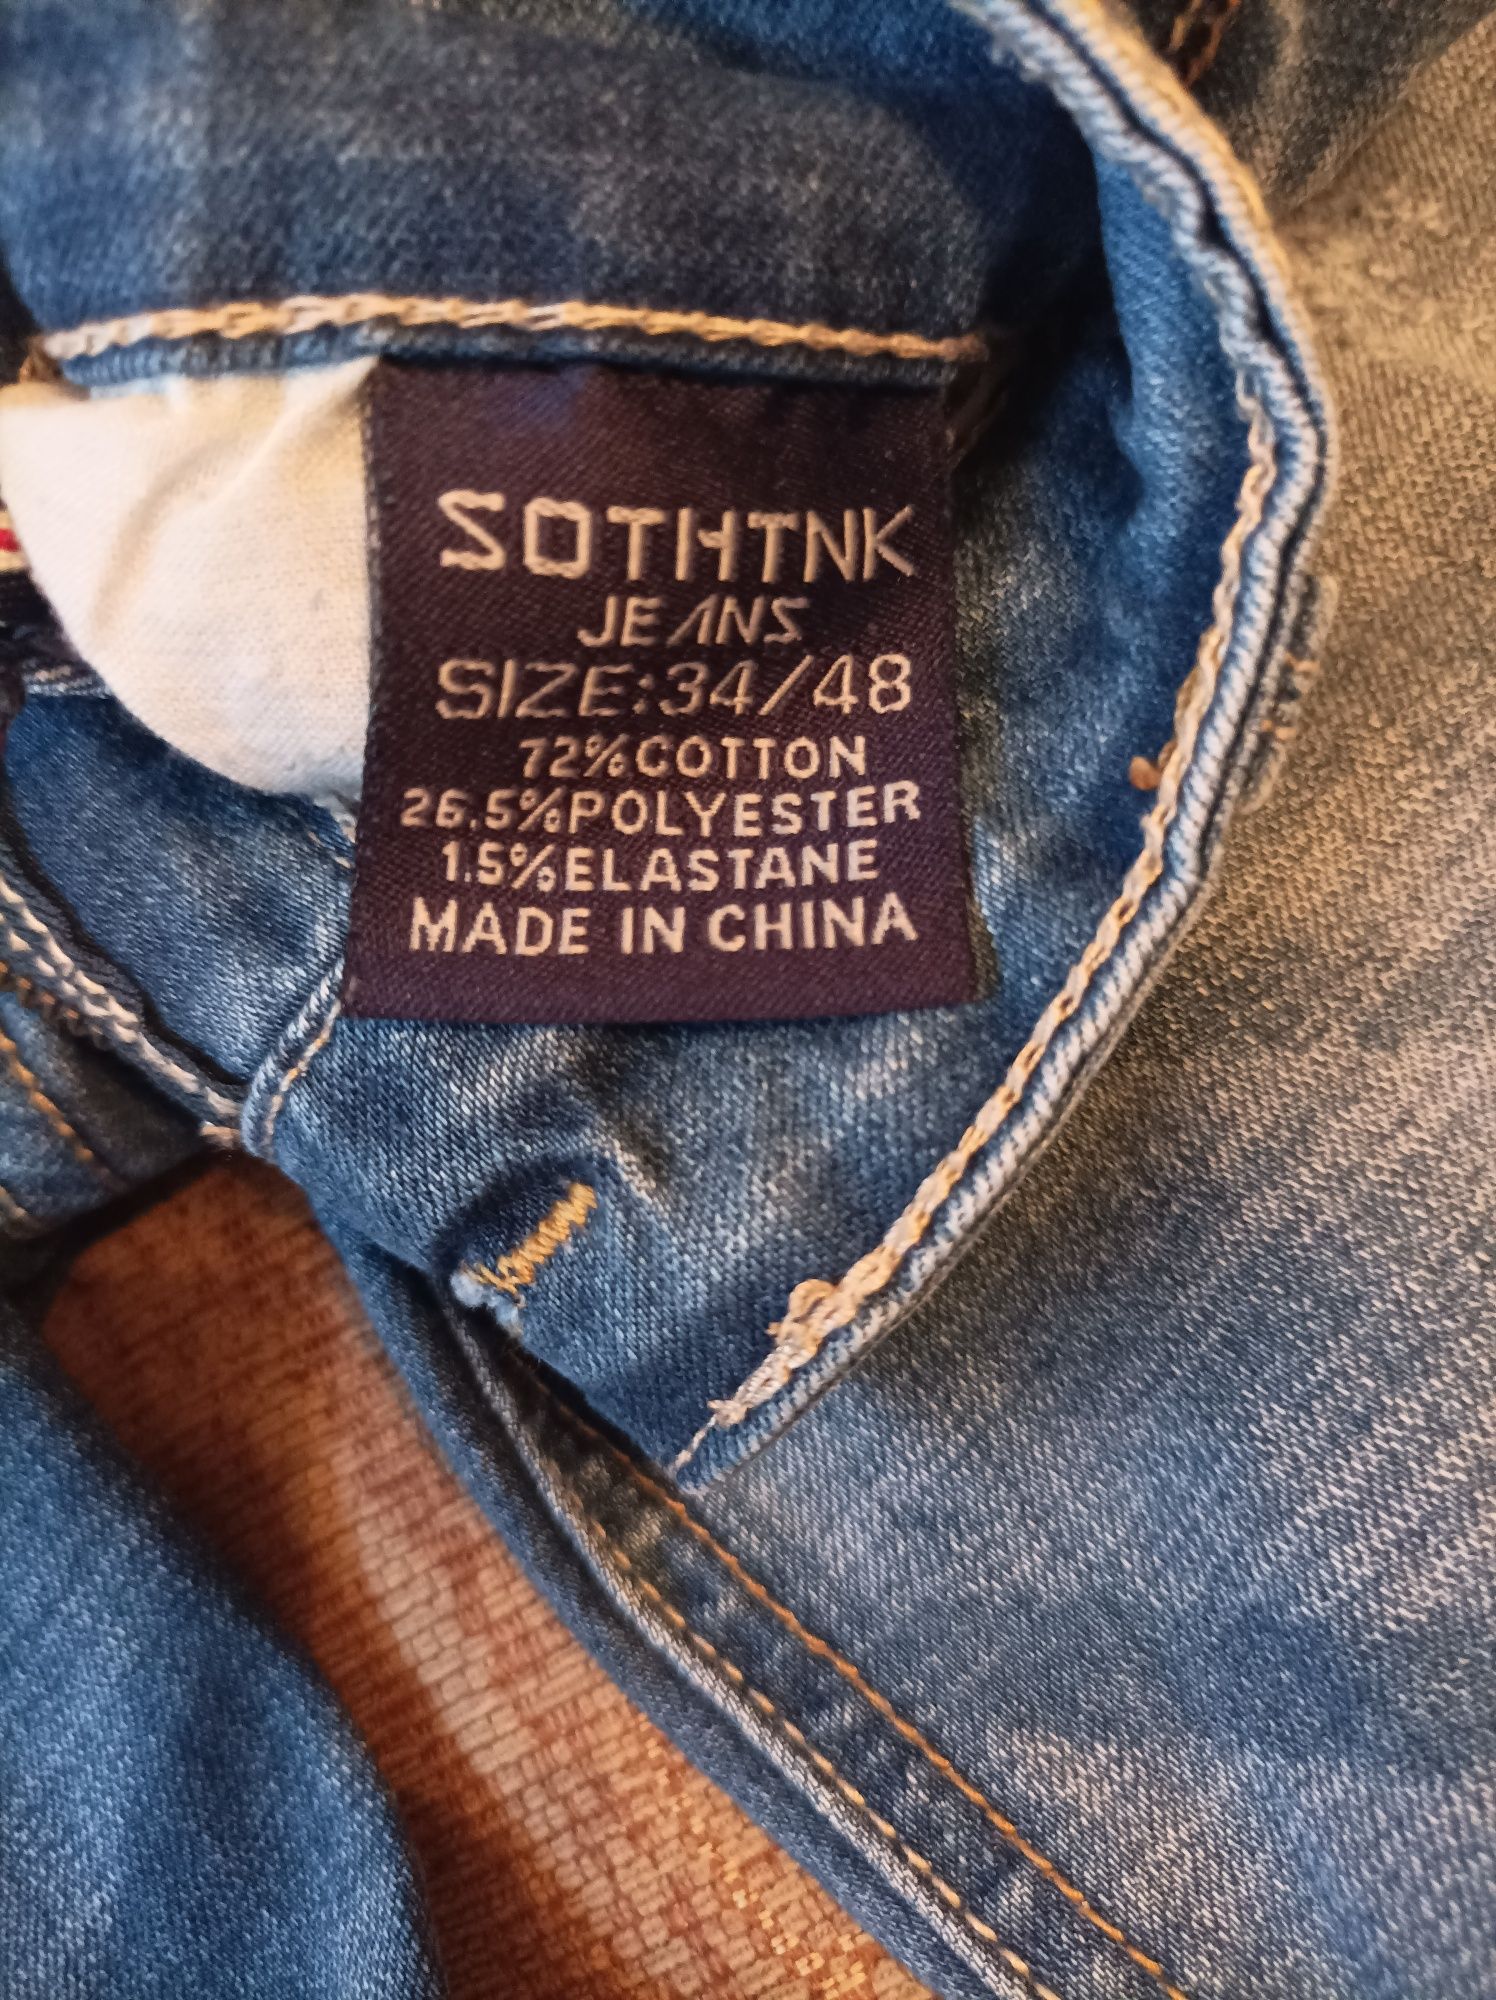 SOTHTNK
JEANS
SIZE:34/48
72%COTTON
26.5%POLYESTER
1.5%ELASTANE
MADE IN CHINA